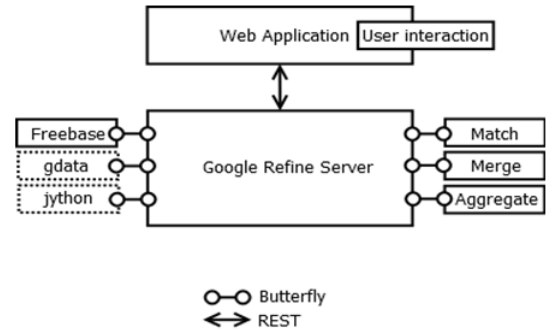 Web Application
User interaction
Freebase
gdata
jython
Google Refine Server
Match
Merge
Aggregate
Butterfly
REST